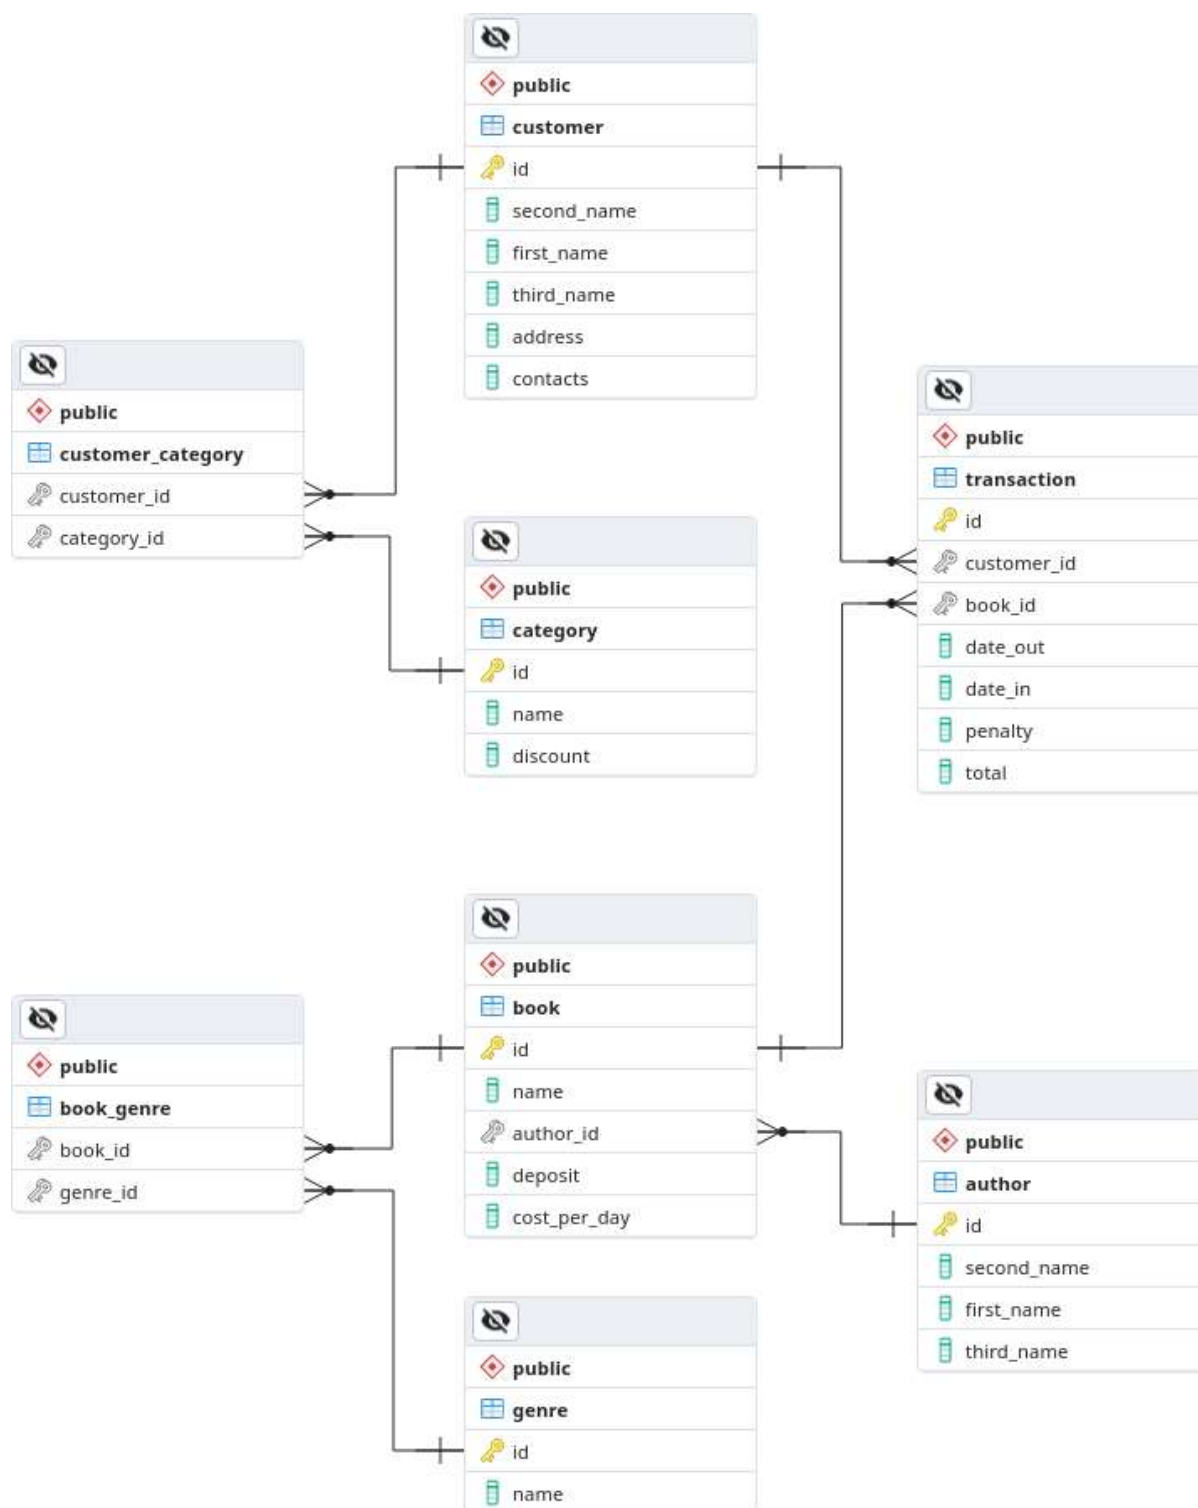 public
customer
id
second_name
first_name
third_name
address
contacts
public
customer_category
customer_id
category_id
public
category
id
name
discount
public
transaction
id
customer_id
book_id
date_out
date_in
penalty
total
public
book
id
name
author_id
deposit
cost_per_day
public
book_genre
book_id
genre_id
public
author
id
second_name
first_name
third_name
public
genre
id
name